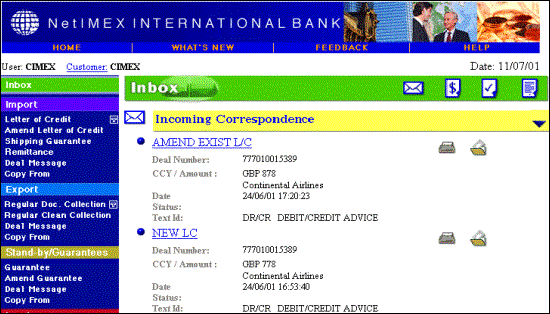 NetIMEX INTERNATIONAL BANK
HOME WHAT'S NEW FEEDBACK HELP
User: CIMEX Customer: CIMEX Date: 11/07/01
Inbox
Import
Letter of Credit
Amend Letter of Credit
Shipping Guarantee
Remittance
Deal Message
Copy From
Export
Regular Doc. Collection
Regular Clean Collection
Deal Message
Copy From
Stand-by/Guarantees
Guarantee
Amend Guarantee
Deal Message
Copy From
Inbox
Incoming Correspondence
AMEND EXIST L/C
Deal Number: 777010015389
CCY / Amount : GBP 878
Continental Airlines
Date 24/06/01 17:20:23
Status:
Text Id: DR/CR DEBIT/CREDIT ADVICE
NEW LC
Deal Number: 777010015389
CCY / Amount : GBP 778
Continental Airlines
Date 24/06/01 16:53:40
Status:
Text Id: DR/CR DEBIT/CREDIT ADVICE